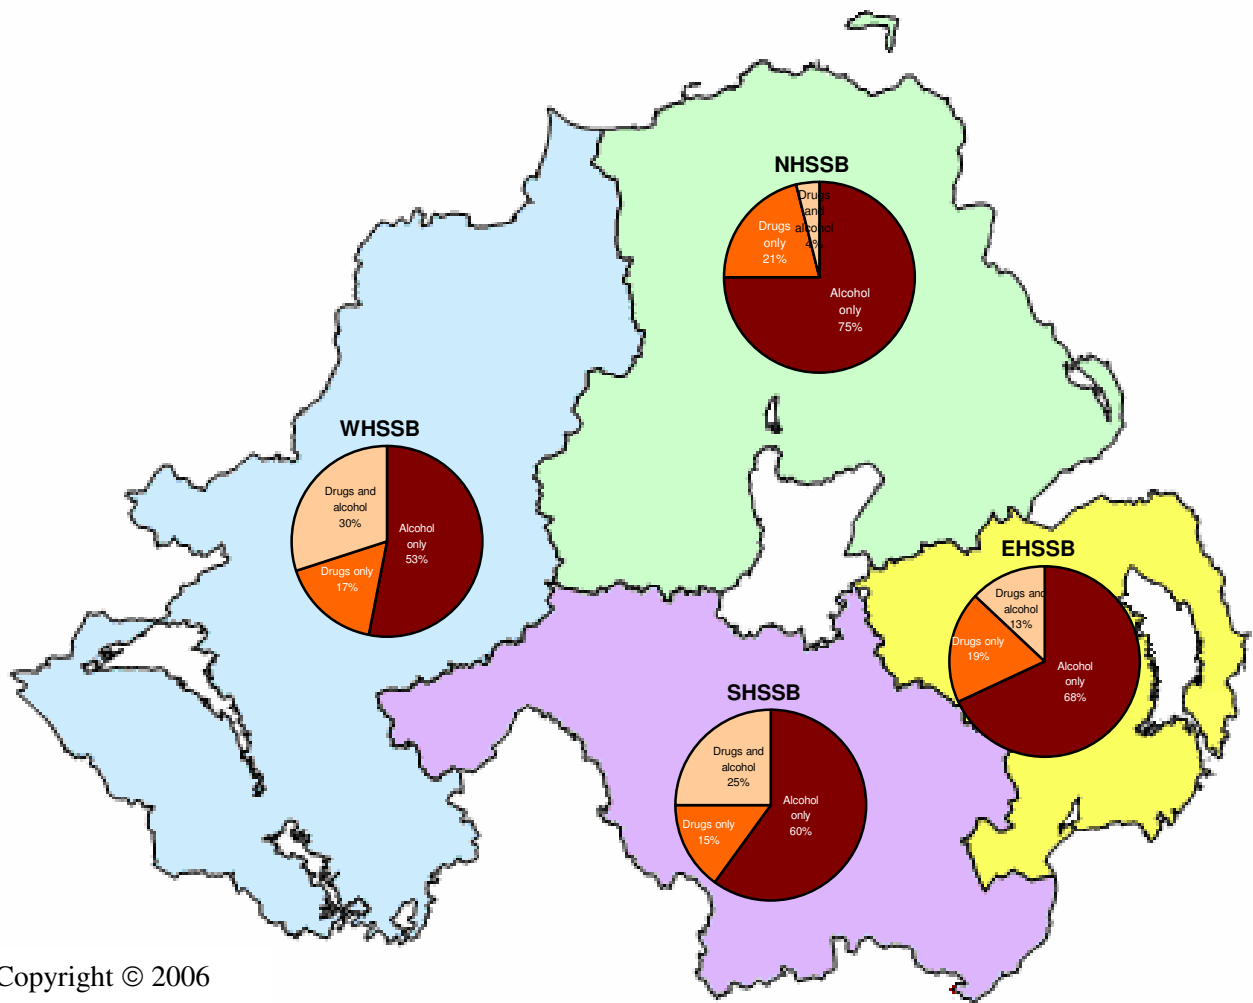 NHSSB
Drugs
and
alcohol
4%
Drugs
only
21%
Alcohol
only
75%
WHSSB
Drugs and
alcohol
30%
Alcohol
only
53%
Drugs only
17%
EHSSB
Drugs and
alcohol
13%
Drugs only
19%
Alcohol
only
68%
SHSSB
Drugs and
alcohol
25%
Alcohol
only
60%
Drugs only
15%
Copyright © 2006